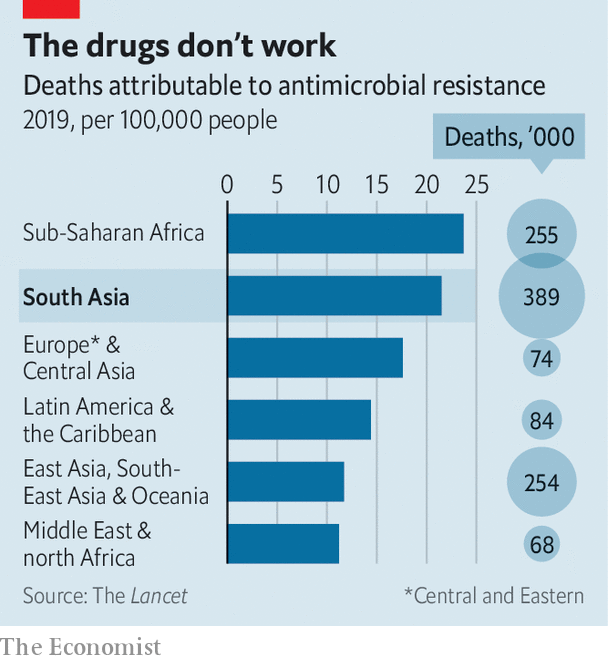 The drugs don’t work
Deaths attributable to antimicrobial resistance
2019, per 100,000 people
Deaths, ’000
0 5 10 15 20 25
Sub-Saharan Africa 255
South Asia 389
Europe* &
Central Asia 74
Latin America &
the Caribbean 84
East Asia, South-
East Asia & Oceania 254
Middle East &
north Africa 68
Source: The Lancet *Central and Eastern
The Economist